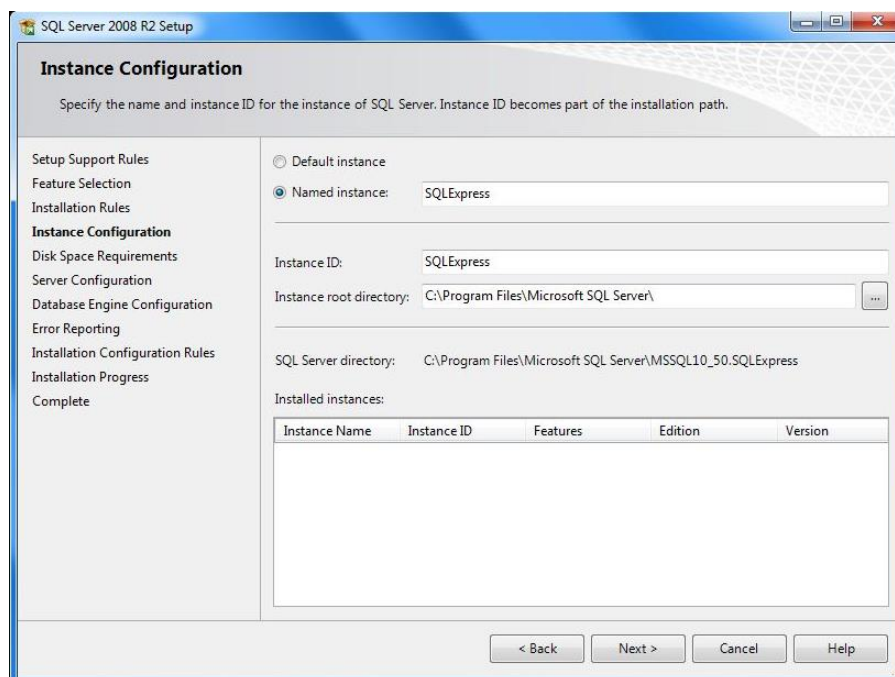 SQL Server 2008 R2 Setup
Instance Configuration
Specify the name and instance ID for the instance of SQL Server. Instance ID becomes part of the installation path.
Setup Support Rules
Feature Selection
Installation Rules
Instance Configuration
Disk Space Requirements
Server Configuration
Database Engine Configuration
Error Reporting
Installation Configuration Rules
Installation Progress
Complete
Default instance
Named instance: SQLExpress
Instance ID: SQLExpress
Instance root directory: C:\Program Files\Microsoft SQL Server\ ...
SQL Server directory: C:\Program Files\Microsoft SQL Server\MSSQL10_50.SQLExpress
Installed instances:
Instance Name Instance ID Features Edition Version
< Back Next > Cancel Help